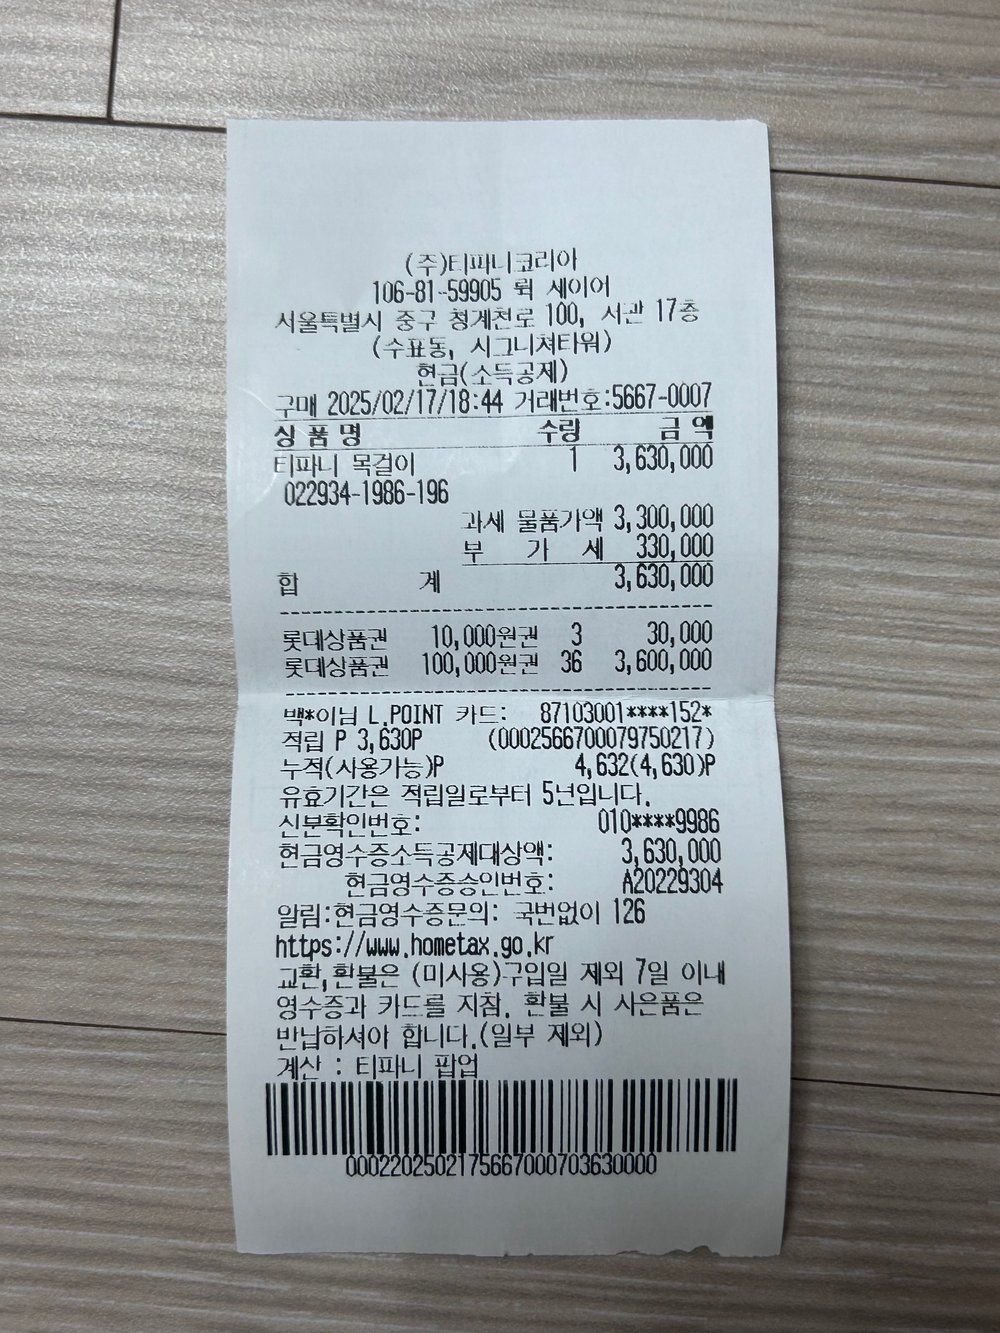 (주)티파니코리아
106-81-59905 뤽 세이어
서울특별시 중구 청계천로 100, 서관 17층
(수표동, 시그니쳐타워)
현금(소득공제)
구매 2025/02/17/18:44 거래번호:5667-0007
상 품 명 수량 금 액
티파니 목걸이 1 3,630,000
022934-1986-196
과세 물품가액 3,300,000
부 가 세 330,000
합 계 3,630,000
롯데상품권 10,000원권 3 30,000
롯데상품권 100,000원권 36 3,600,000
백*이님 L.POINT 카드: 87103001****152*
적립 P 3,630P (0002566700079750217)
누적(사용가능)P 4,632(4,630)P
유효기간은 적립일로부터 5년입니다.
신분확인번호: 010****9986
현금영수증소득공제대상액: 3,630,000
현금영수증승인번호: A20229304
알림:현금영수증문의: 국번없이 126
https://www.hometax.go.kr
교환,환불은 (미사용)구입일 제외 7일 이내
영수증과 카드를 지참. 환불 시 사은품은
반납하셔야 합니다.(일부 제외)
계산 : 티파니 팝업
0002202502175667000703630000